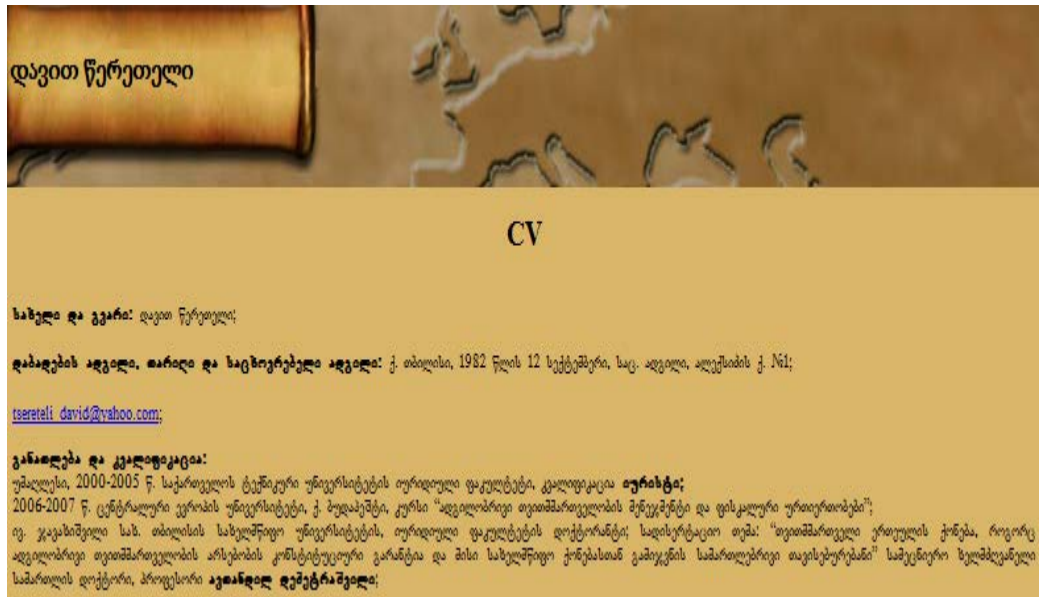 დავით წერეთელი
CV
სახელი და გვარი: დავით წერეთელი;
დაბადების ადგილი, თარიღი და საცხოვრებელი ადგილი: ქ. თბილისი, 1982 წლის 12 სექტემბერი, საც. ადგილი, ალექსიძის ქ. №1;
tsereteli_david@yahoo.com;
განათლება და კვალიფიკაცია:
უმაღლესი, 2000-2005 წ. საქართველოს ტექნიკური უნივერსიტეტის იურიდიული ფაკულტეტი, კვალიფიკაცია იურისტი;
2006-2007 წ. ცენტრალური ევროპის უნივერსიტეტი, ქ. ბუდაპეშტი, კურსი “ადგილობრივი თვითმმართველობის მენეჯმენტი და ფისკალური ურთიერთობები”;
ივ. ჯავახიშვილი სახ. თბილისის სახელმწიფო უნივერსიტეტის, იურიდიული ფაკულტეტის დოქტორანტი; სადისერტაციო თემა: “თვითმმართველი ერთეულის ქონება, როგორც
ადგილობრივი თვითმმართველობის არსებობის კონსტიტუციური გარანტია და მისი სახელმწიფო ქონებასთან გამიჯვნის სამართლებრივი თავისებურებანი” სამეცნიერო ხელმძღვანელი
სამართლის დოქტორი, პროფესორი ავთანდილ დემეტრაშვილი;